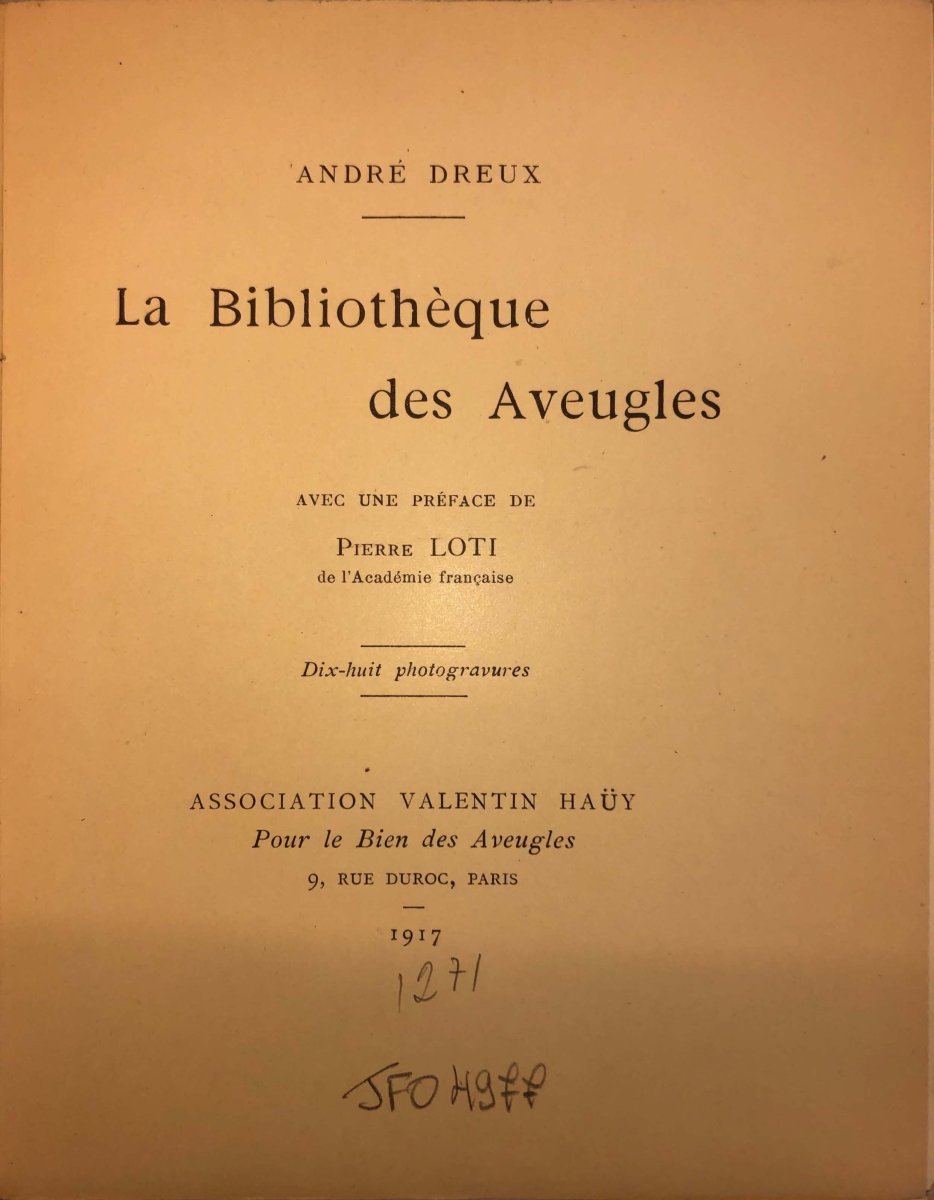 ANDRÉ DREUX
La Bibliothèque
des Aveugles
AVEC UNE PRÉFACE DE
PIERRE LOTI
de l'Académie française
Dix-huit photogravures
ASSOCIATION VALENTIN HAÜY
Pour le Bien des Aveugles
9, RUE DUROC, PARIS
1917
1271
JFO 4977